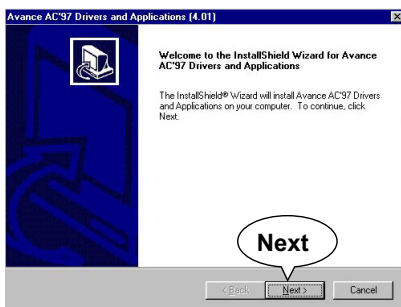 Avance AC'97 Drivers and Applications (4.01)
Welcome to the InstallShield Wizard for Avance
AC'97 Drivers and Applications
The InstallShield® Wizard will install Avance AC'97 Drivers
and Applications on your computer. To continue, click
Next.
Next
< Back Next > Cancel